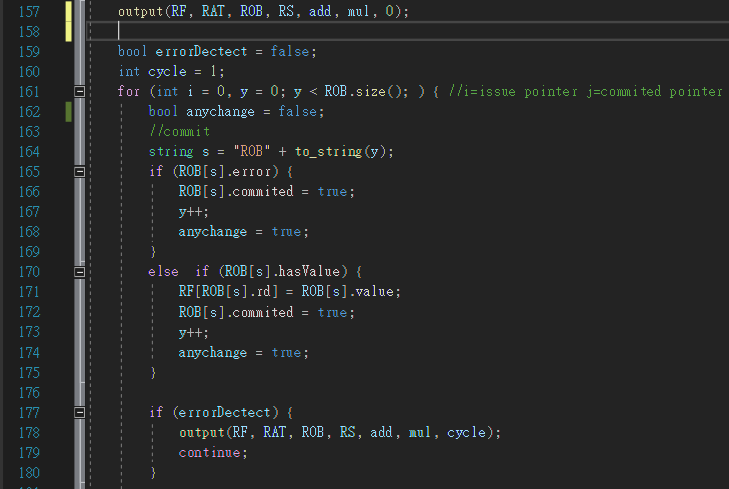 157 output(RF, RAT, ROB, RS, add, mul, 0);
158
159 bool errorDectect = false;
160 int cycle = 1;
161 for (int i = 0, y = 0; y < ROB.size(); ) { //i=issue pointer j=commited pointer
162 bool anychange = false;
163 //commit
164 string s = "ROB" + to_string(y);
165 if (ROB[s].error) {
166 ROB[s].commited = true;
167 y++;
168 anychange = true;
169 }
170 else  if (ROB[s].hasValue) {
171 RF[ROB[s].rd] = ROB[s].value;
172 ROB[s].commited = true;
173 y++;
174 anychange = true;
175 }
176
177 if (errorDectect) {
178 output(RF, RAT, ROB, RS, add, mul, cycle);
179 continue;
180 }